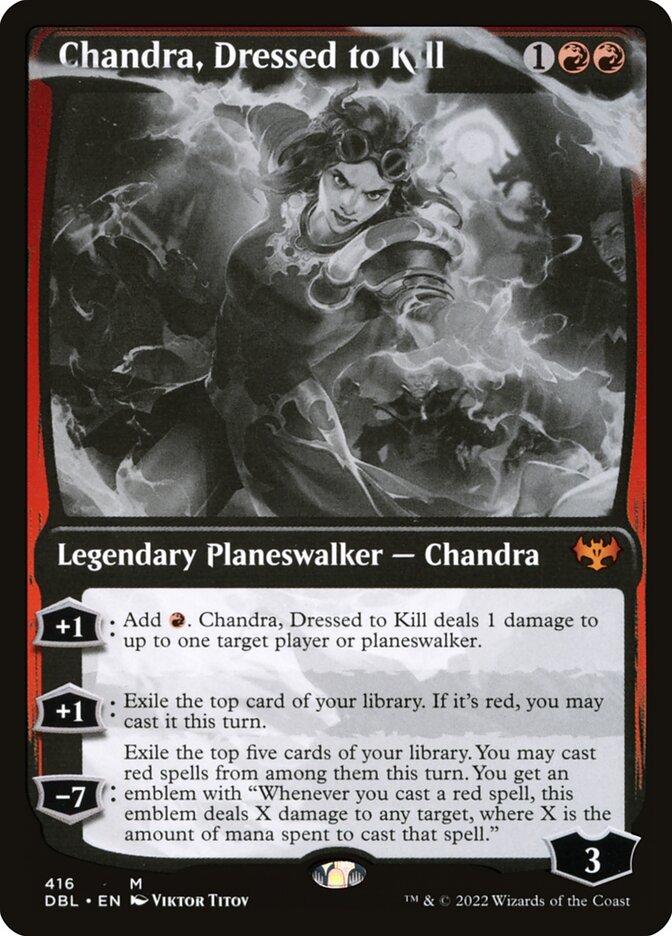 Chandra, Dressed to Kill 1
Legendary Planeswalker — Chandra
+1 : Add . Chandra, Dressed to Kill deals 1 damage to
up to one target player or planeswalker.
+1 : Exile the top card of your library. If it's red, you may
cast it this turn.
Exile the top five cards of your library. You may cast
red spells from among them this turn. You get an
−7 : emblem with “Whenever you cast a red spell, this
emblem deals X damage to any target, where X is the
amount of mana spent to cast that spell.”
3
416 M
DBL • EN Viktor Titov ™ & © 2022 Wizards of the Coast